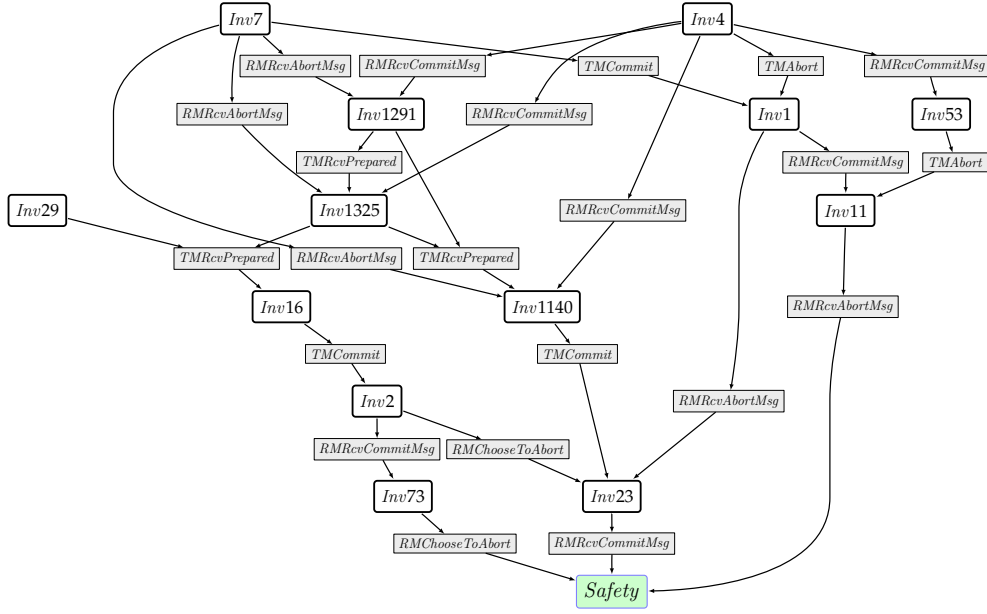 Inv7
Inv4
RMRcvAbortMsg
RMRcvCommitMsg
TMCommit
TMAbort
RMRcvCommitMsg
RMRcvAbortMsg
Inv1291
RMRcvCommitMsg
Inv1
Inv53
TMRcvPrepared
RMRcvCommitMsg
TMAbort
Inv29
Inv1325
RMRcvCommitMsg
Inv11
TMRcvPrepared
RMRcvAbortMsg
TMRcvPrepared
Inv16
Inv1140
RMRcvAbortMsg
TMCommit
TMCommit
Inv2
RMRcvAbortMsg
RMRcvCommitMsg
RMChooseToAbort
Inv73
Inv23
RMChooseToAbort
RMRcvCommitMsg
Safety